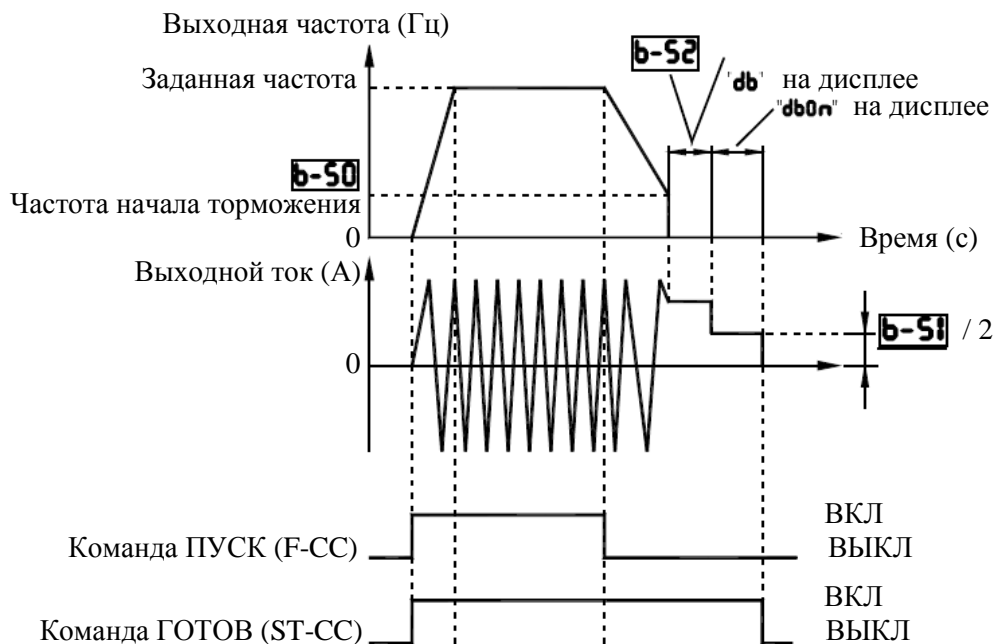 Выходная частота (Гц)
b-52
Заданная частота
"db" на дисплее
"db0n" на дисплее
b-50
Частота начала торможения
0
Время (с)
Выходной ток (А)
b-51 / 2
0
ВКЛ
Команда ПУСК (F-CC)
ВЫКЛ
ВКЛ
Команда ГОТОВ (ST-CC)
ВЫКЛ